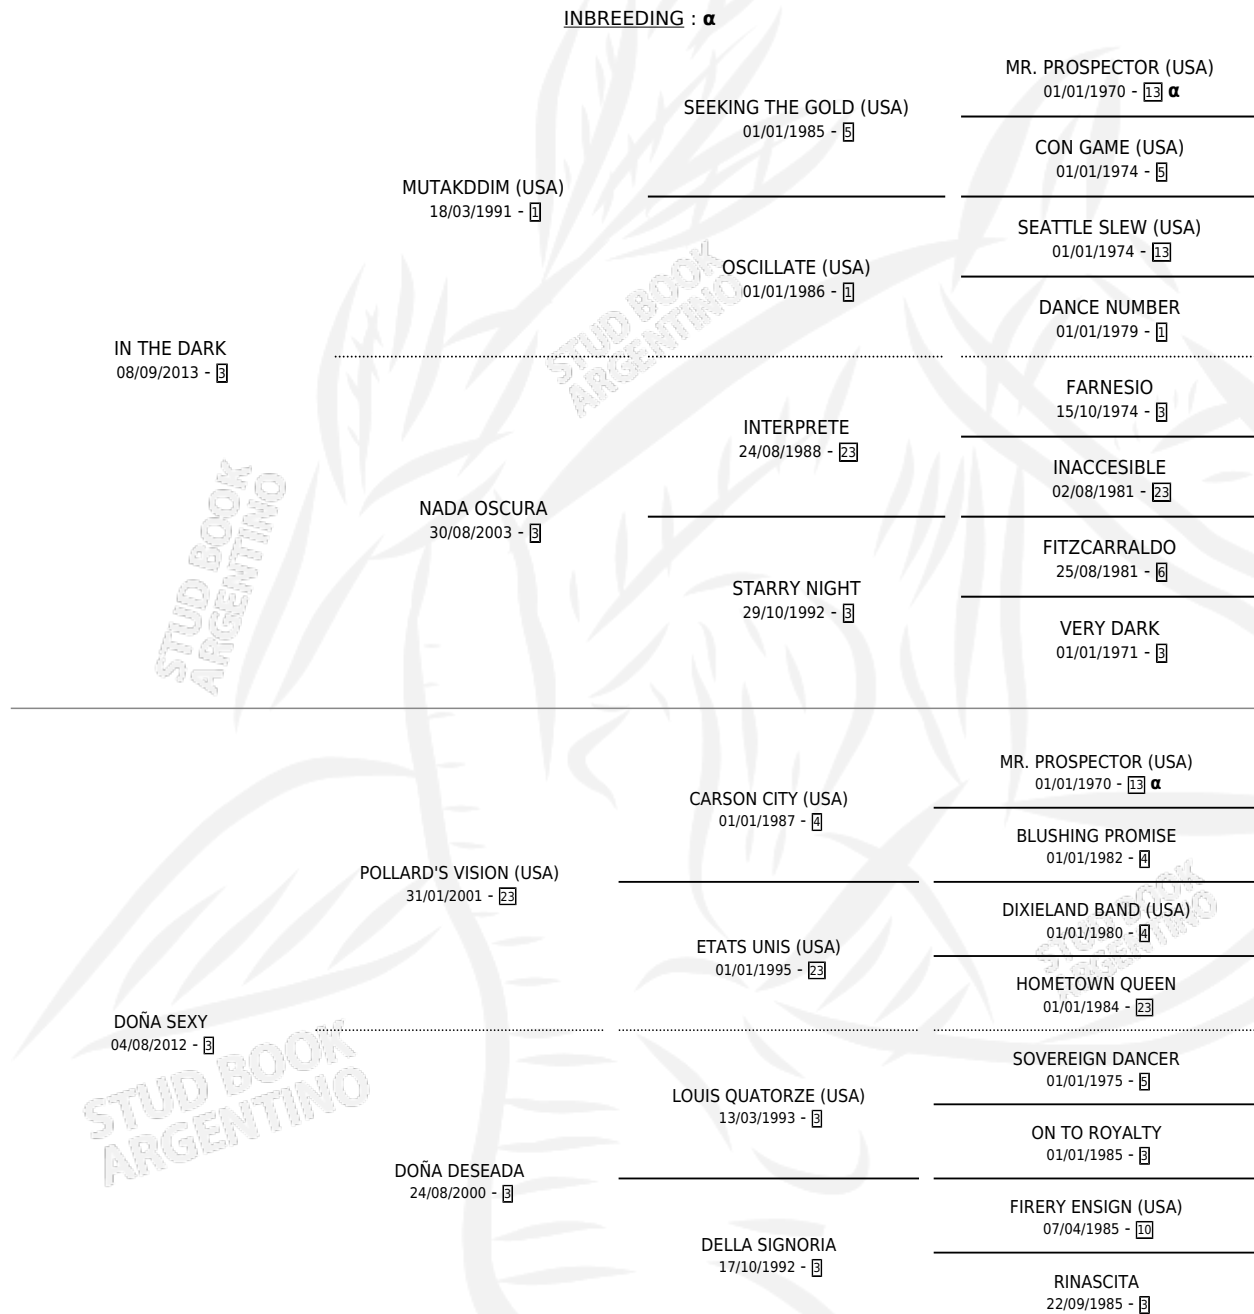 INBREEDING : α
MR. PROSPECTOR (USA)
01/01/1970 - 13 α
SEEKING THE GOLD (USA)
01/01/1985 - 5
CON GAME (USA)
01/01/1974 - 5
MUTAKDDIM (USA)
18/03/1991 - 1
SEATTLE SLEW (USA)
01/01/1974 - 13
OSCILLATE (USA)
01/01/1986 - 1
DANCE NUMBER
01/01/1979 - 1
IN THE DARK
08/09/2013 - 3
FARNESIO
15/10/1974 - 3
INTERPRETE
24/08/1988 - 23
INACCESIBLE
02/08/1981 - 23
NADA OSCURA
30/08/2003 - 3
FITZCARRALDO
25/08/1981 - 6
STARRY NIGHT
29/10/1992 - 3
VERY DARK
01/01/1971 - 3
MR. PROSPECTOR (USA)
01/01/1970 - 13 α
CARSON CITY (USA)
01/01/1987 - 4
BLUSHING PROMISE
01/01/1982 - 4
POLLARD'S VISION (USA)
31/01/2001 - 23
DIXIELAND BAND (USA)
01/01/1980 - 4
ETATS UNIS (USA)
01/01/1995 - 23
HOMETOWN QUEEN
01/01/1984 - 23
DOÑA SEXY
04/08/2012 - 3
SOVEREIGN DANCER
01/01/1975 - 5
LOUIS QUATORZE (USA)
13/03/1993 - 3
ON TO ROYALTY
01/01/1985 - 3
DOÑA DESEADA
24/08/2000 - 3
FIRERY ENSIGN (USA)
07/04/1985 - 10
DELLA SIGNORIA
17/10/1992 - 3
RINASCITA
22/09/1985 - 3
STUD BOOK
ARGENTINO
STUD BOOK
ARGENTINO
STUD BOOK
ARGENTINO
STUD BOOK
ARGENTINO